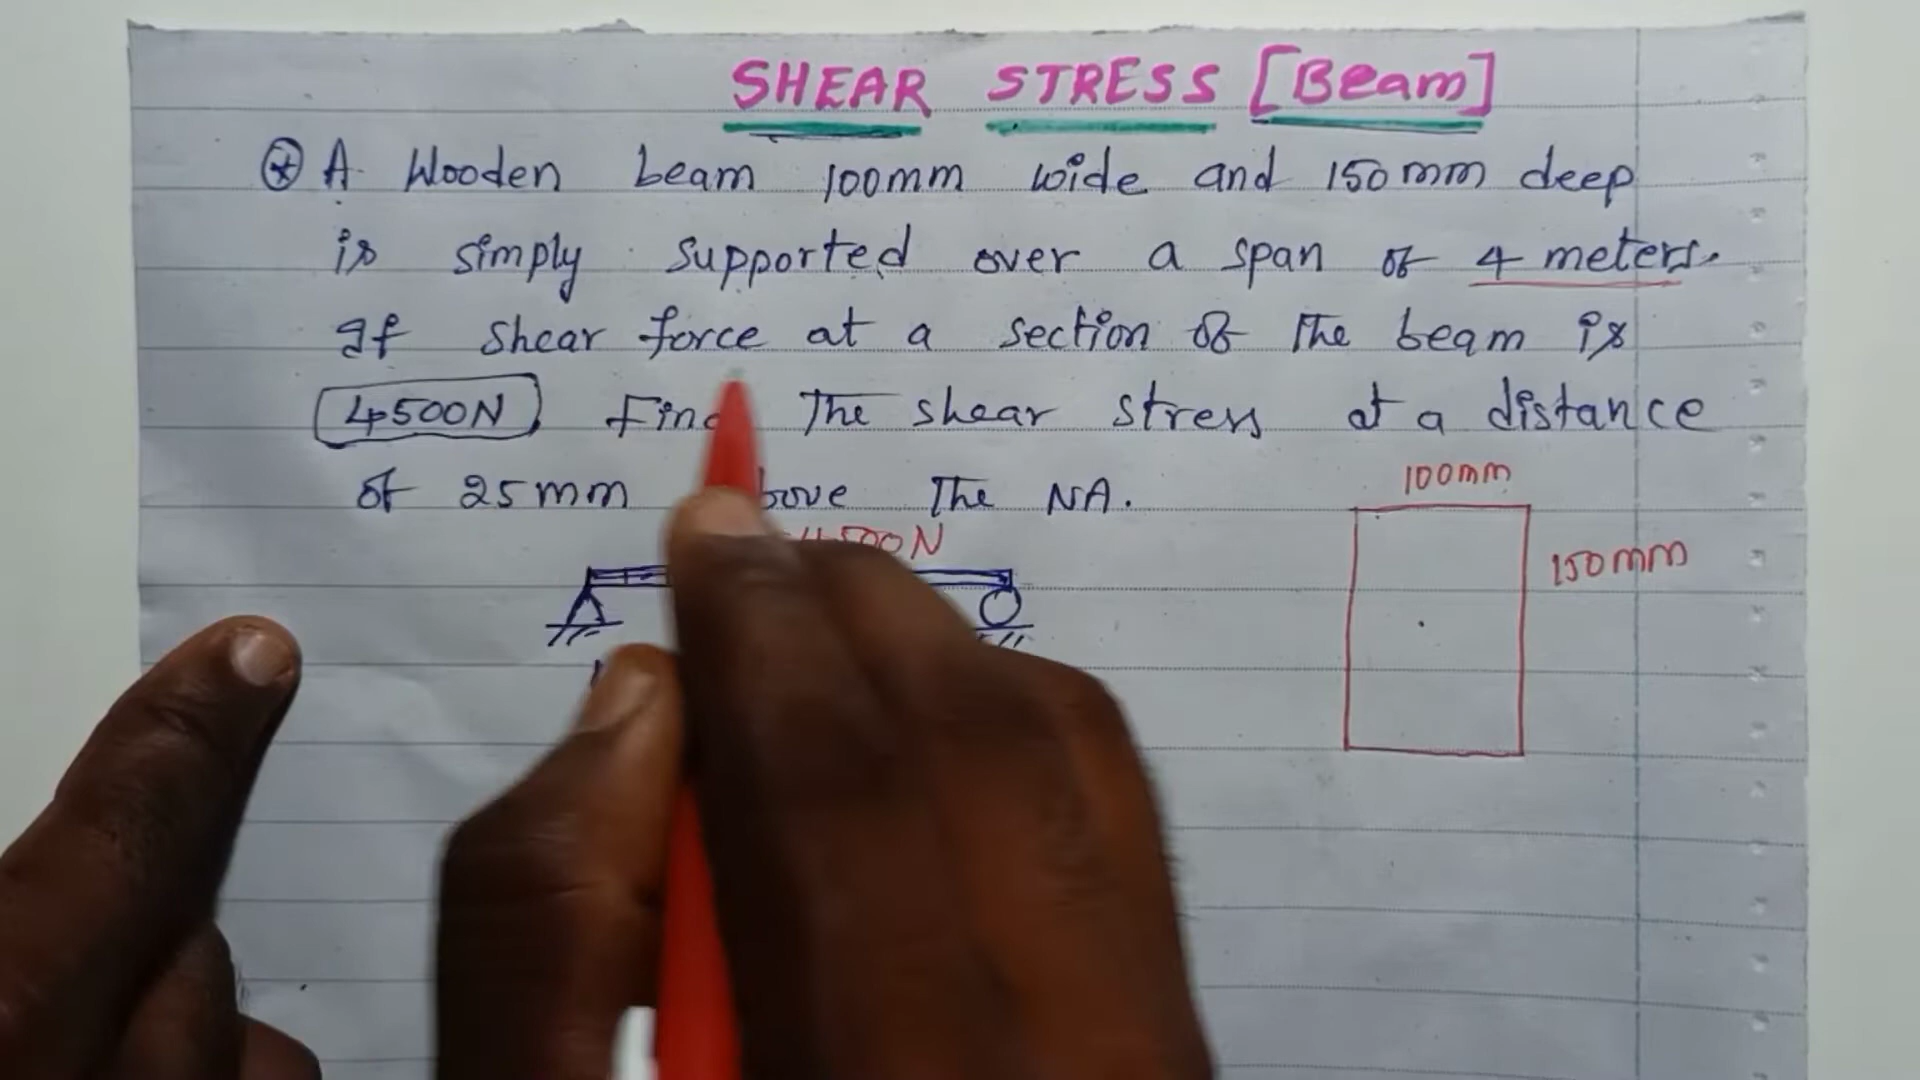 SHEAR STRESS [Beam]
A Wooden beam 100mm wide and 150mm deep
is simply supported over a span of 4 meters.
If shear force at a section of The beam is
4500N Find The shear stress at a distance
of 25mm above The NA.
100mm
4500N
150mm